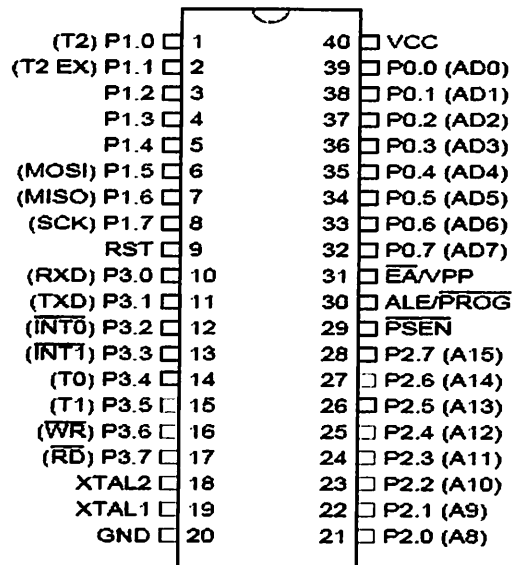 (T2) P1.0 1 40 VCC
(T2 EX) P1.1 2 39 P0.0 (AD0)
P1.2 3 38 P0.1 (AD1)
P1.3 4 37 P0.2 (AD2)
P1.4 5 36 P0.3 (AD3)
(MOSI) P1.5 6 35 P0.4 (AD4)
(MISO) P1.6 7 34 P0.5 (AD5)
(SCK) P1.7 8 33 P0.6 (AD6)
RST 9 32 P0.7 (AD7)
(RXD) P3.0 10 31 E̅A̅/VPP
(TXD) P3.1 11 30 ALE/P̅R̅O̅G̅
(I̅N̅T̅0̅) P3.2 12 29 P̅S̅E̅N̅
(I̅N̅T̅1̅) P3.3 13 28 P2.7 (A15)
(T0) P3.4 14 27 P2.6 (A14)
(T1) P3.5 15 26 P2.5 (A13)
(W̅R̅) P3.6 16 25 P2.4 (A12)
(R̅D̅) P3.7 17 24 P2.3 (A11)
XTAL2 18 23 P2.2 (A10)
XTAL1 19 22 P2.1 (A9)
GND 20 21 P2.0 (A8)